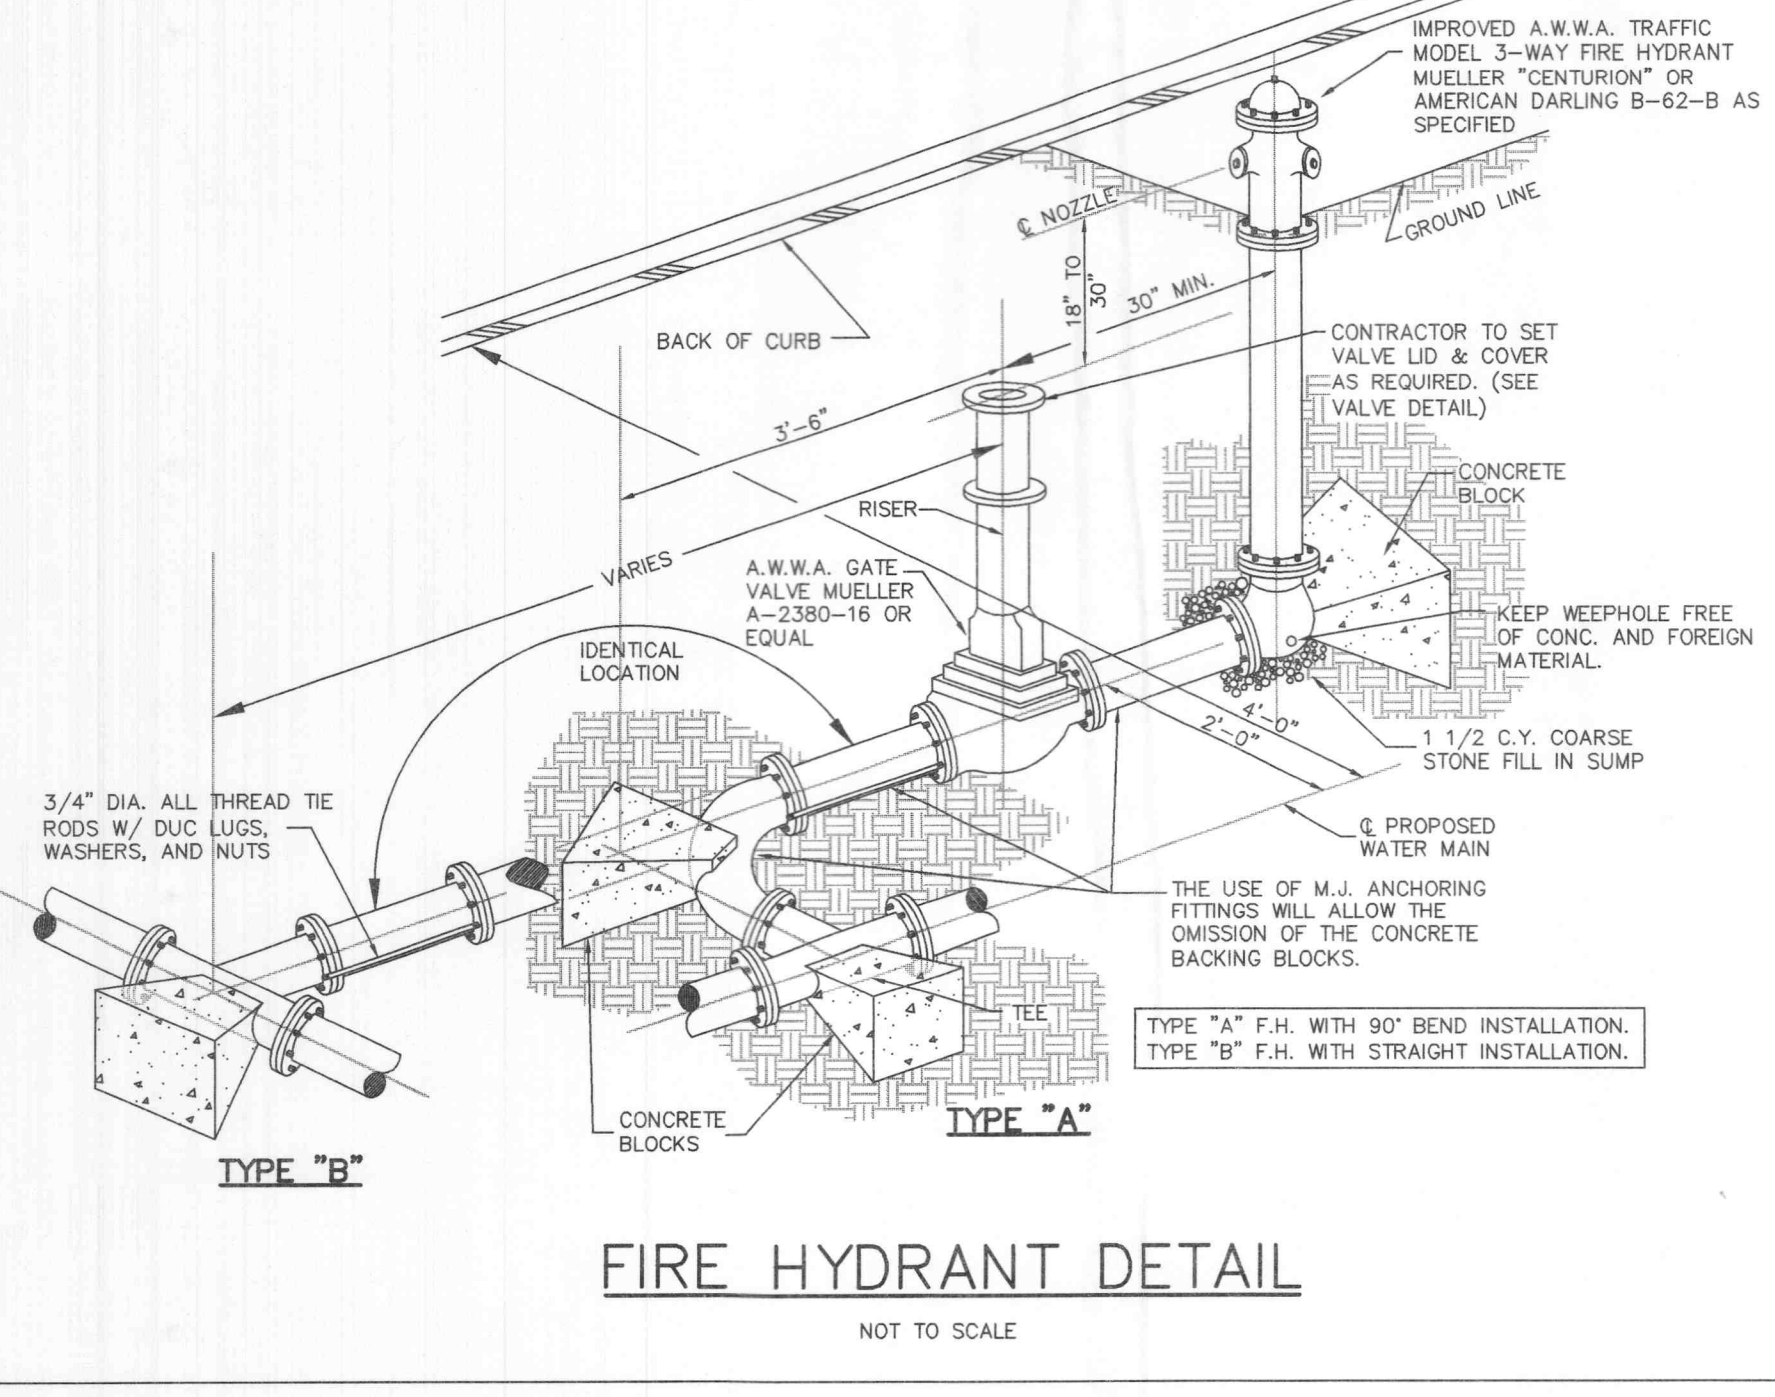 IMPROVED A.W.W.A. TRAFFIC
MODEL 3-WAY FIRE HYDRANT
MUELLER "CENTURION" OR
AMERICAN DARLING B-62-B AS
SPECIFIED
℄ NOZZLE
GROUND LINE
18" TO
30"
30" MIN.
BACK OF CURB
CONTRACTOR TO SET
VALVE LID & COVER
AS REQUIRED. (SEE
VALVE DETAIL)
3'-6"
CONCRETE
BLOCK
RISER
VARIES
A.W.W.A. GATE
VALVE MUELLER
A-2380-16 OR
EQUAL
KEEP WEEPHOLE FREE
OF CONC. AND FOREIGN
MATERIAL.
IDENTICAL
LOCATION
4'-0"
2'-0"
1 1/2 C.Y. COARSE
STONE FILL IN SUMP
3/4" DIA. ALL THREAD TIE
RODS W/ DUC LUGS,
WASHERS, AND NUTS
℄ PROPOSED
WATER MAIN
THE USE OF M.J. ANCHORING
FITTINGS WILL ALLOW THE
OMISSION OF THE CONCRETE
BACKING BLOCKS.
TEE
TYPE "A" F.H. WITH 90° BEND INSTALLATION.
TYPE "B" F.H. WITH STRAIGHT INSTALLATION.
CONCRETE
BLOCKS
TYPE "A"
TYPE "B"
FIRE HYDRANT DETAIL
NOT TO SCALE